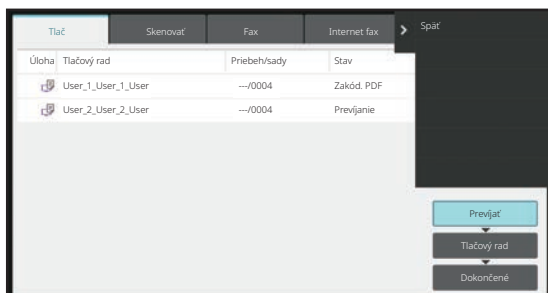 Tlač Skenovať Fax Internet fax Späť
Úloha Tlačový rad Priebeh/sady Stav
User_1_User_1_User ---/0004 Zakód. PDF
User_2_User_2_User ---/0004 Prevíjanie
Prevíjať
Tlačový rad
Dokončené